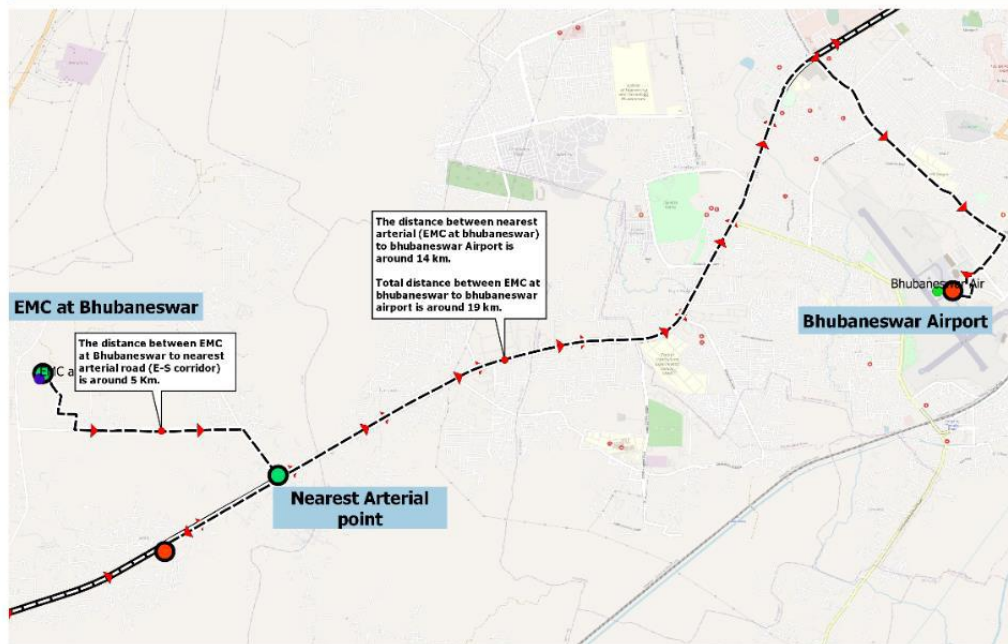 The distance between nearest
arterial (EMC at bhubaneswar)
to bhubaneswar Airport is
around 14 km.
Total distance between EMC at
bhubaneswar to bhubaneswar
airport is around 19 km.
EMC at Bhubaneswar
Bhubaneswar Air
Bhubaneswar Airport
The distance between EMC
at Bhubaneswar to nearest
arterial road (E-S corridor)
is around 5 Km.
EMC a
Nearest Arterial
point